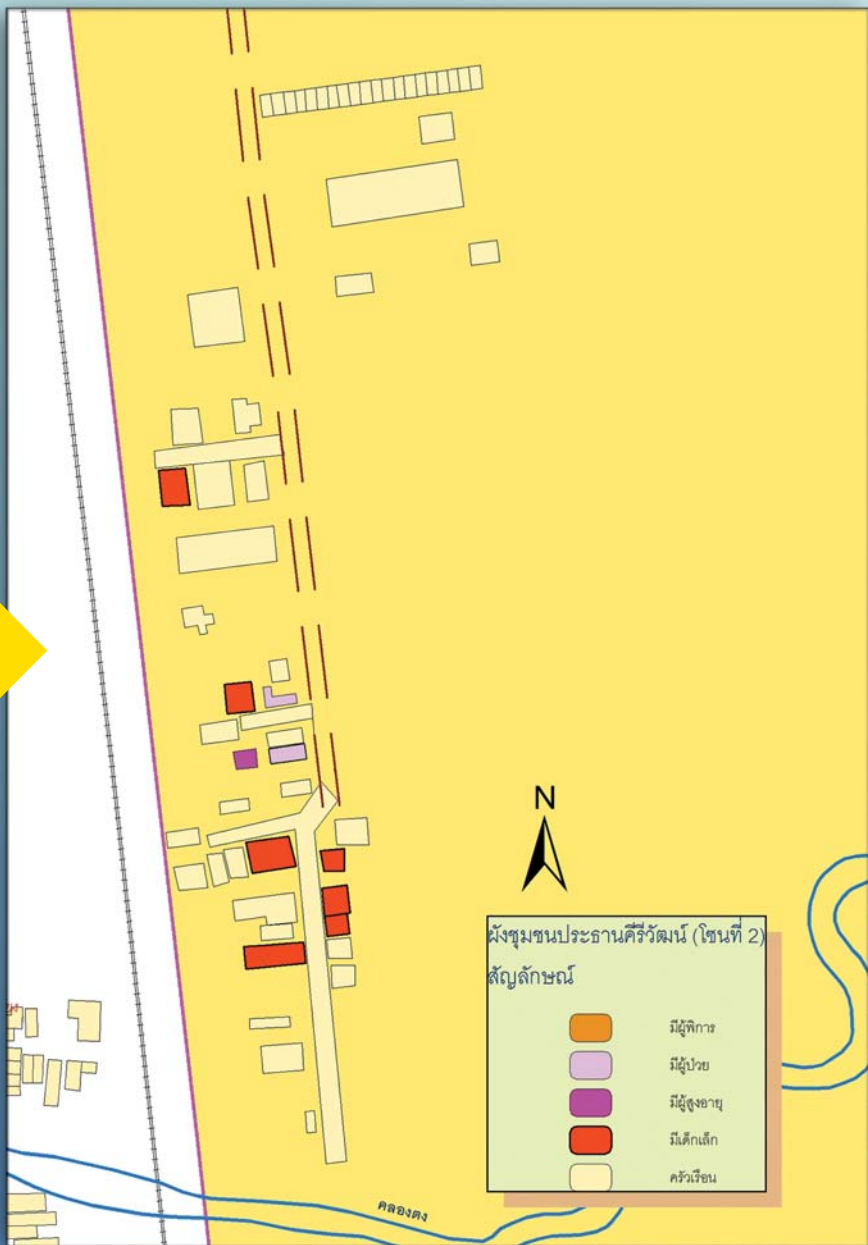 N
ผังชุมชนประธานคีรีวัฒน์ (โซนที่ 2)
สัญลักษณ์
มีผู้พิการ
มีผู้ป่วย
มีผู้สูงอายุ
มีเด็กเล็ก
ครัวเรือน
คลองตง